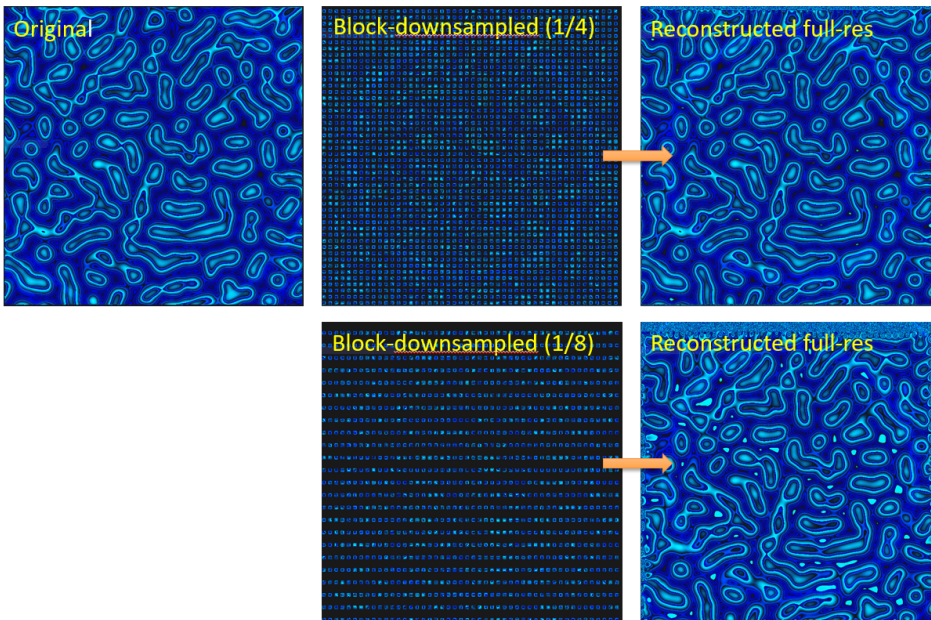 Original
Block-downsampled (1/4)
Reconstructed full-res
Block-downsampled (1/8)
Reconstructed full-res